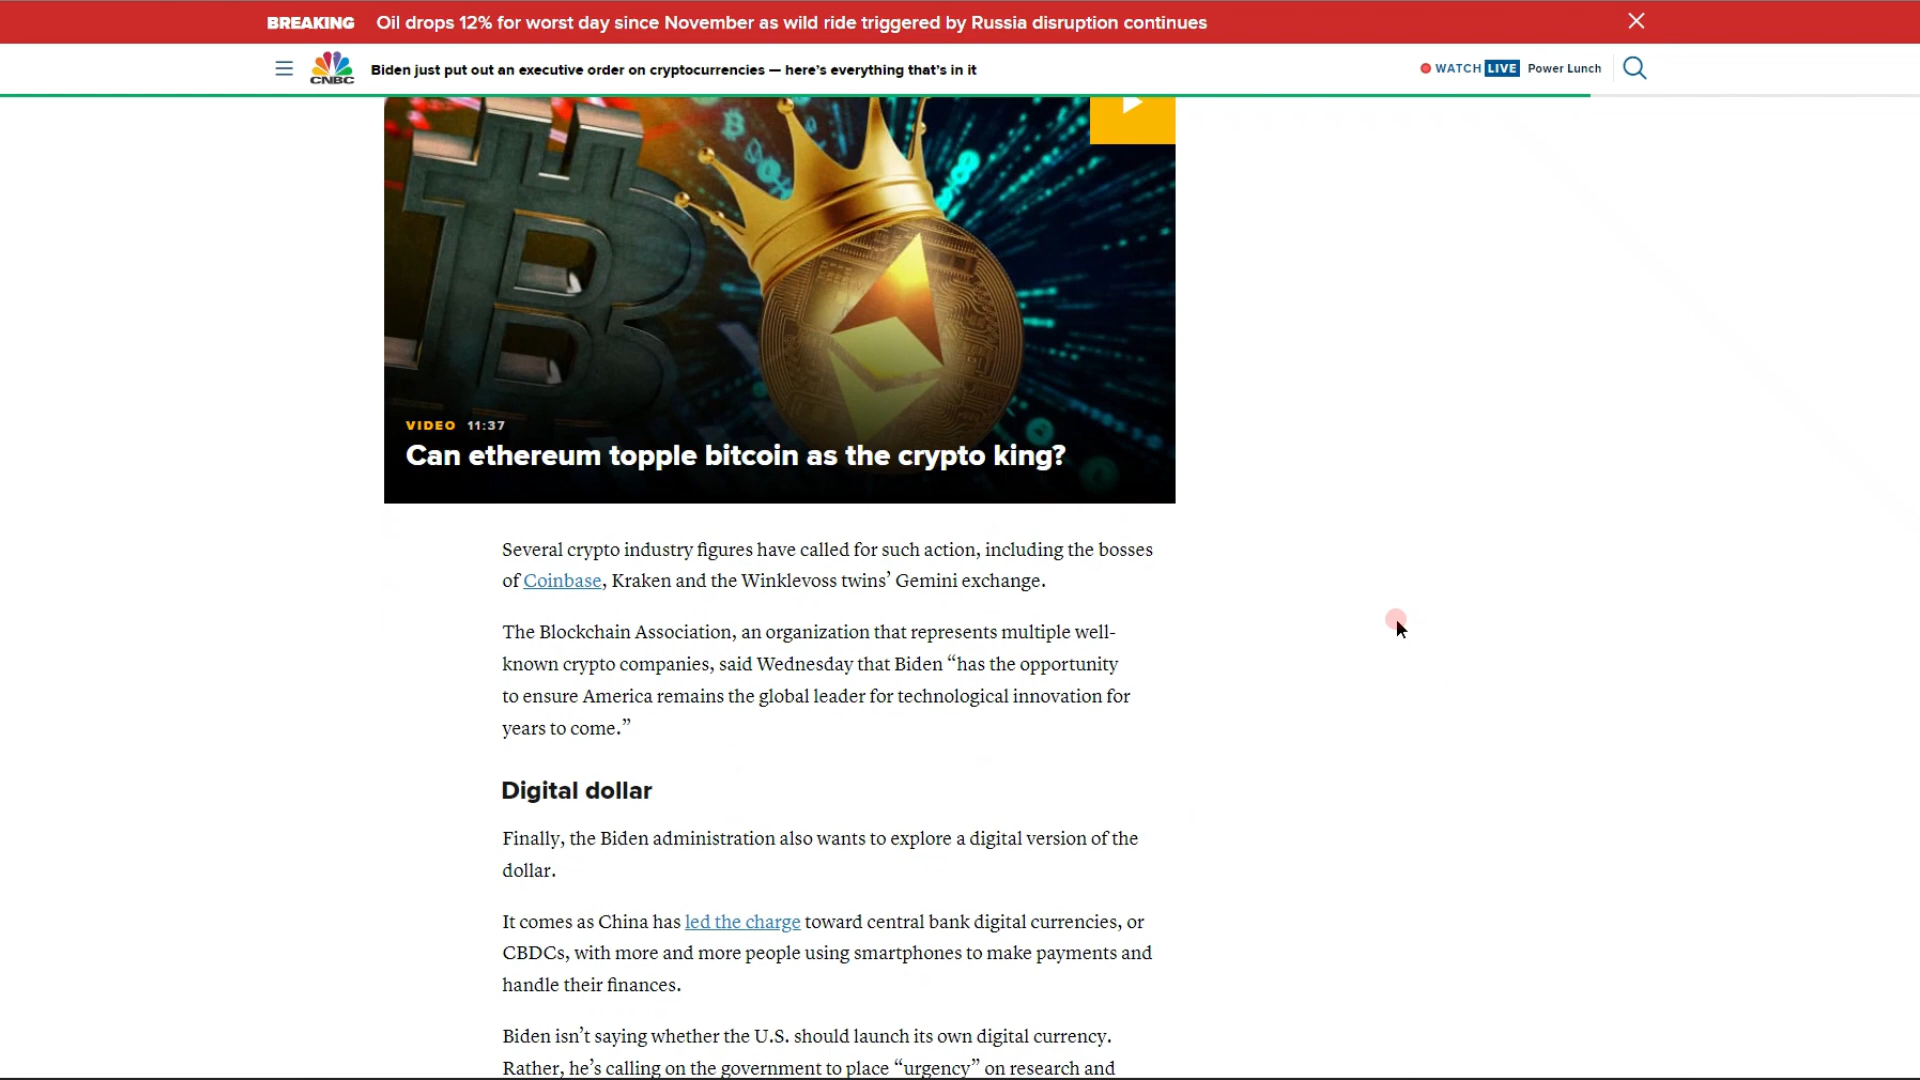 BREAKING Oil drops 12% for worst day since November as wild ride triggered by Russia disruption continues
CNBC Biden just put out an executive order on cryptocurrencies — here’s everything that’s in it WATCH LIVE Power Lunch
VIDEO 11:37
Can ethereum topple bitcoin as the crypto king?
Several crypto industry figures have called for such action, including the bosses
of Coinbase, Kraken and the Winklevoss twins’ Gemini exchange.
The Blockchain Association, an organization that represents multiple well-
known crypto companies, said Wednesday that Biden “has the opportunity
to ensure America remains the global leader for technological innovation for
years to come.”
Digital dollar
Finally, the Biden administration also wants to explore a digital version of the
dollar.
It comes as China has led the charge toward central bank digital currencies, or
CBDCs, with more and more people using smartphones to make payments and
handle their finances.
Biden isn’t saying whether the U.S. should launch its own digital currency.
Rather, he’s calling on the government to place “urgency” on research and